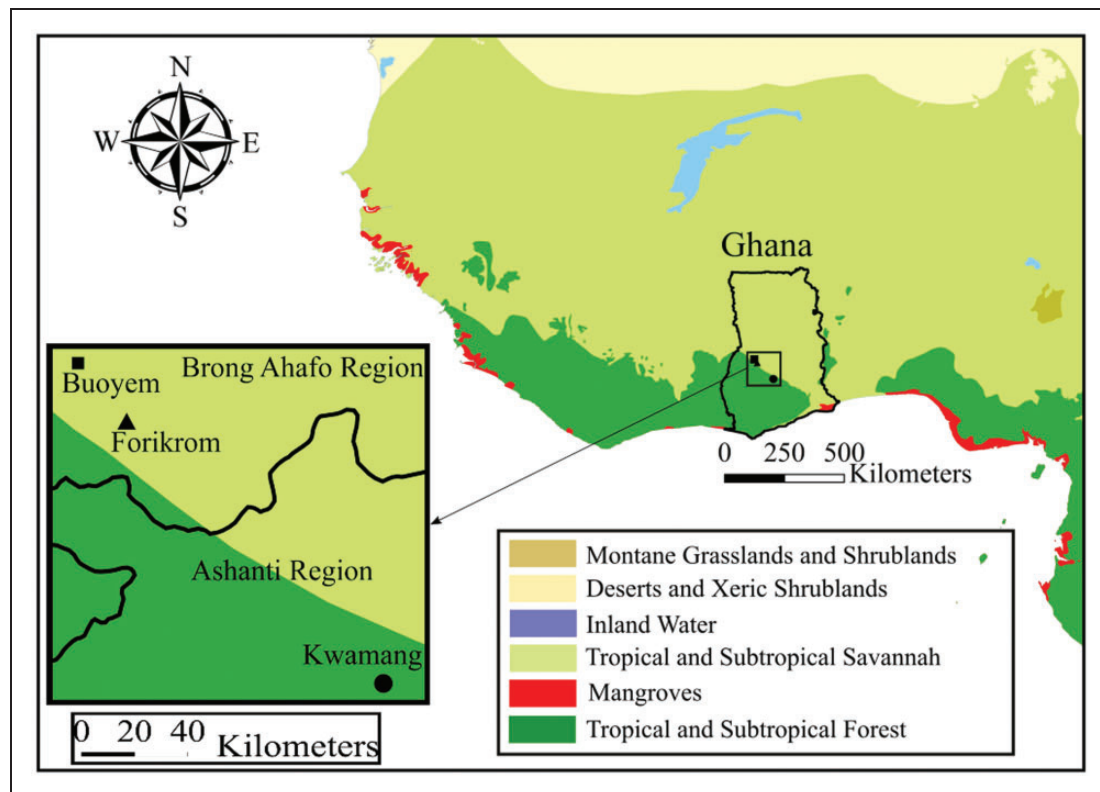 N
W E
S
Ghana
Brong Ahafo Region
Buoyem
Forikrom
Ashanti Region
Kwamang
0 20 40
Kilometers
0 250 500
Kilometers
Montane Grasslands and Shrublands
Deserts and Xeric Shrublands
Inland Water
Tropical and Subtropical Savannah
Mangroves
Tropical and Subtropical Forest